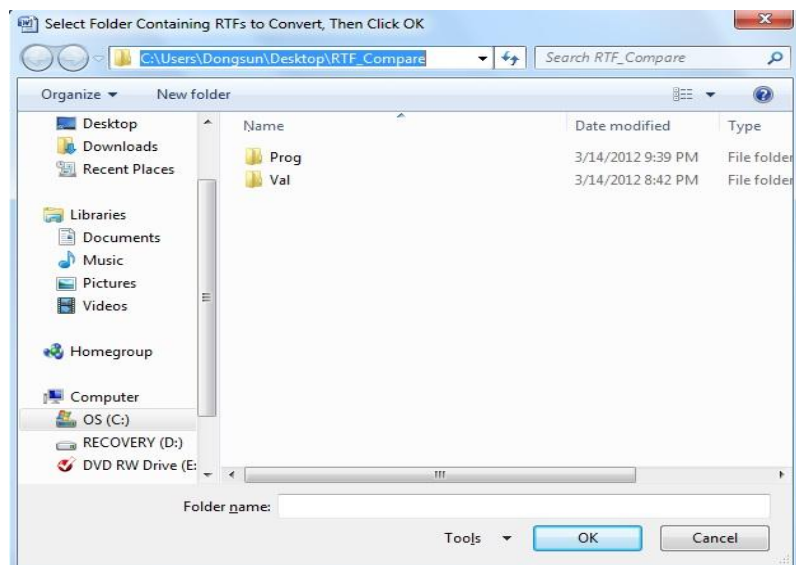 Select Folder Containing RTFs to Convert, Then Click OK
C:\Users\Dongsun\Desktop\RTF_Compare
Search RTF_Compare
Organize
New folder
Desktop
Downloads
Recent Places
Libraries
Documents
Music
Pictures
Videos
Homegroup
Computer
OS (C:)
RECOVERY (D:)
DVD RW Drive (E:
Name Date modified Type
Prog 3/14/2012 9:39 PM File folder
Val 3/14/2012 8:42 PM File folder
Folder name:
Tools OK Cancel